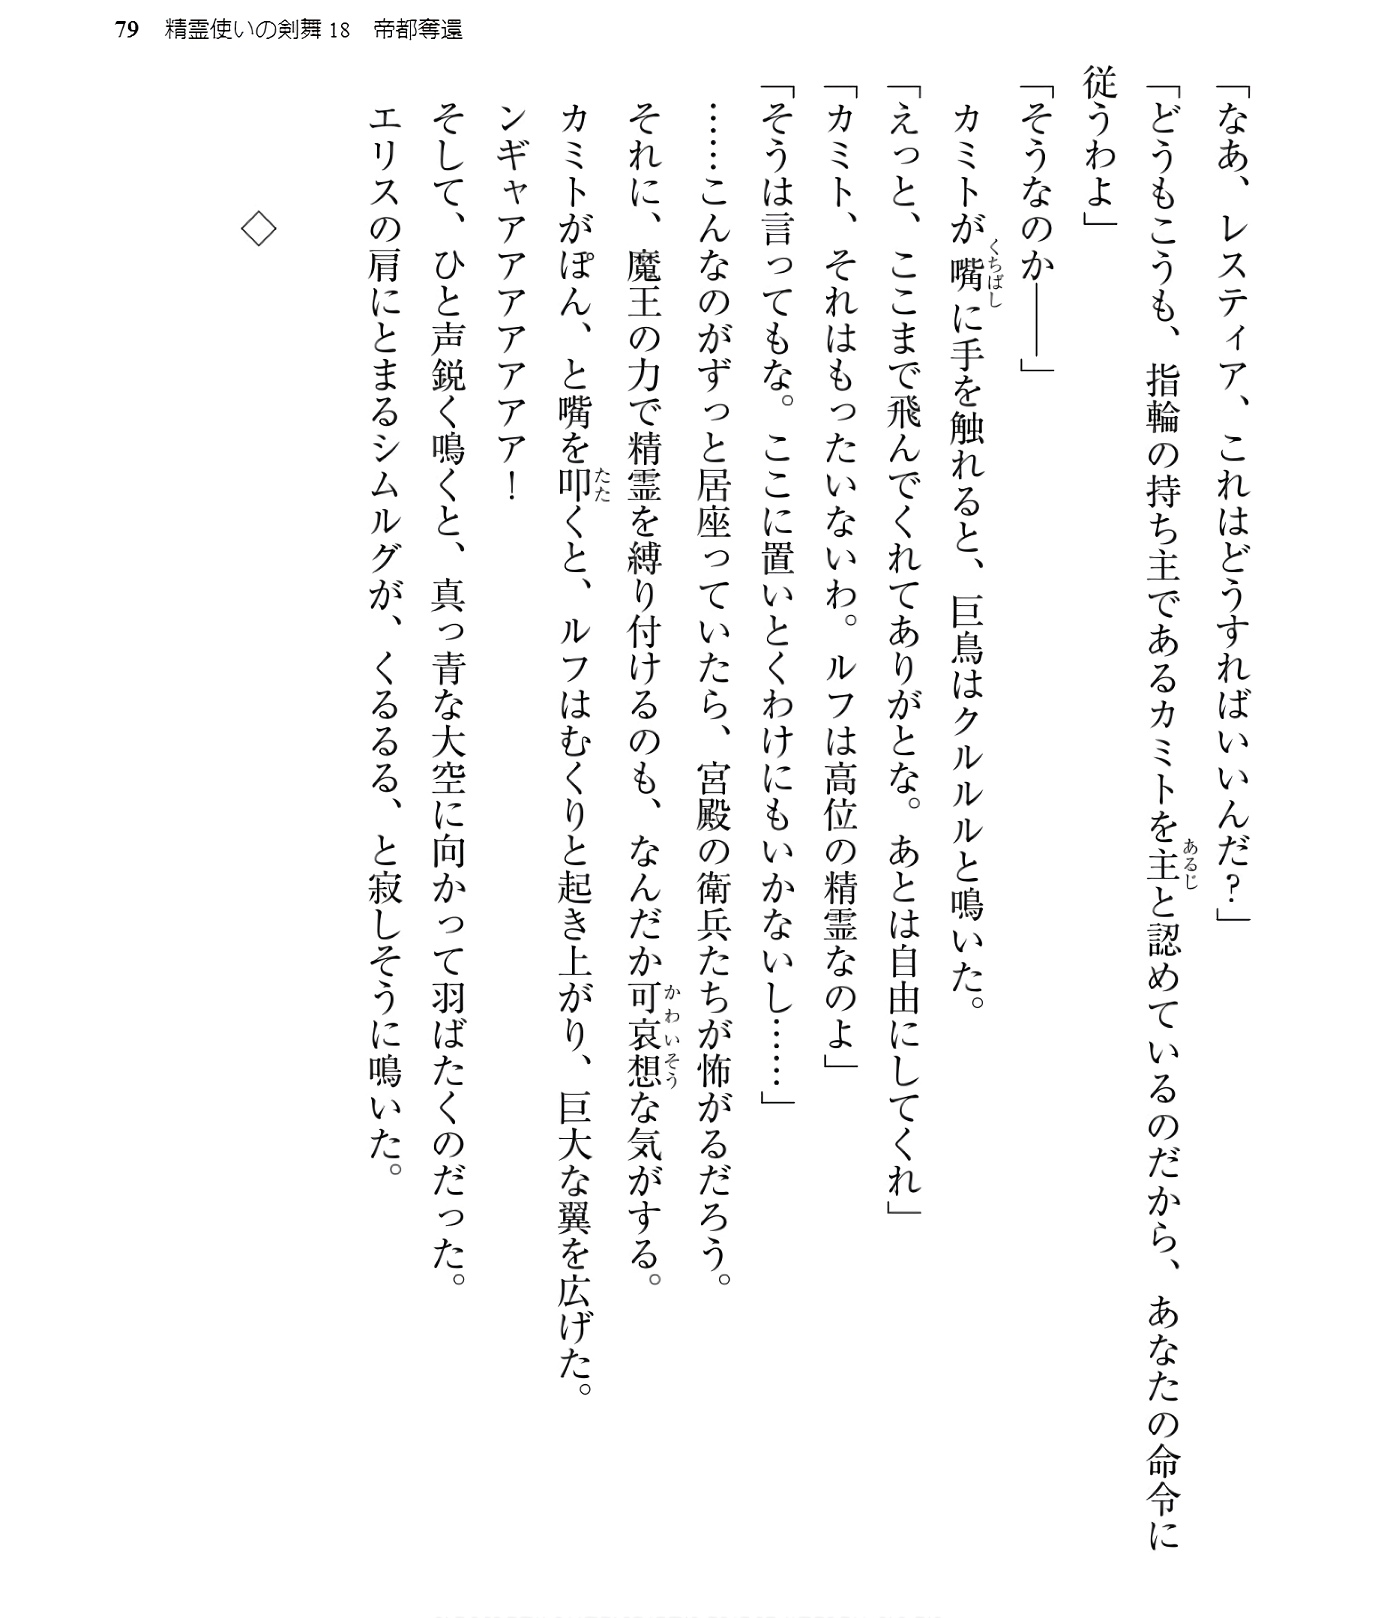 79　精霊使いの剣舞18　帝都奪還
「なあ、レスティア、これはどうすればいいんだ？」
「どうもこうも、指輪の持ち主であるカミトを主と認めているのだから、あなたの命令に
あるじ
従うわよ」
「そうなのか――」
カミトが嘴に手を触れると、巨鳥はクルルルと鳴いた。
くちばし
「えっと、ここまで飛んでくれてありがとな。あとは自由にしてくれ」
「カミト、それはもったいないわ。ルフは高位の精霊なのよ」
「そうは言ってもな。ここに置いとくわけにもいかないし……」
……こんなのがずっと居座っていたら、宮殿の衛兵たちが怖がるだろう。
それに、魔王の力で精霊を縛り付けるのも、なんだか可哀想な気がする。
かわいそう
カミトがぽん、と嘴を叩くと、ルフはむくりと起き上がり、巨大な翼を広げた。
たた
ンギャアアアアアアア！
そして、ひと声鋭く鳴くと、真っ青な大空に向かって羽ばたくのだった。
エリスの肩にとまるシムルグが、くるるる、と寂しそうに鳴いた。
◇